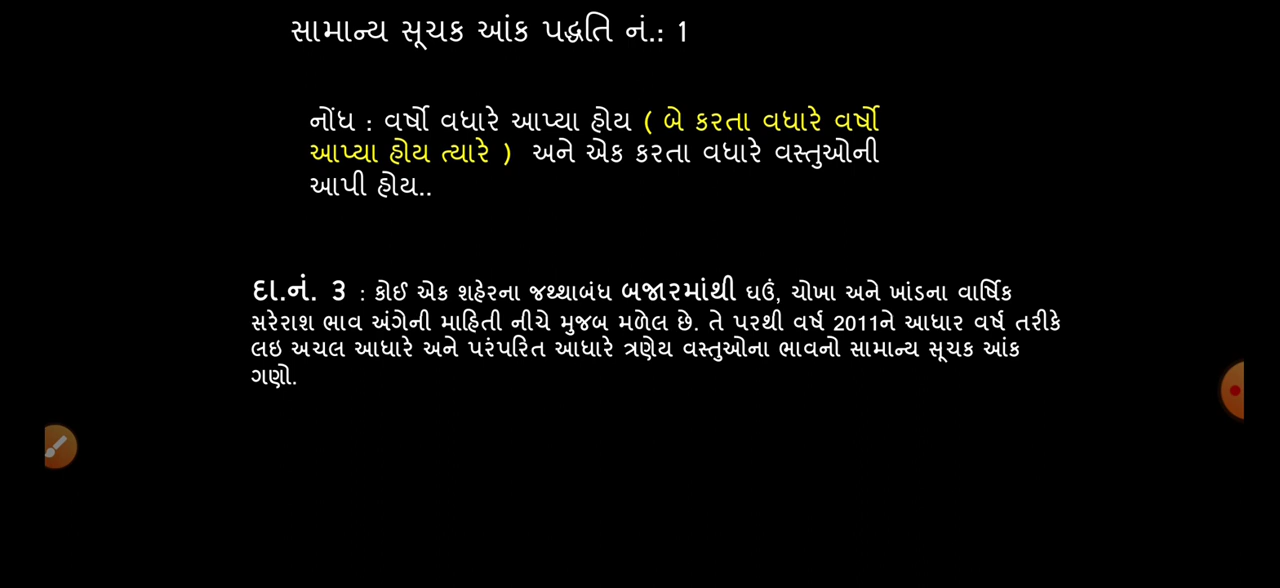 સામાન્ય સૂચક આંક પદ્ધતિ નં.: 1
નોંધ : વર્ષો વધારે આપ્યા હોય ( બે કરતા વધારે વર્ષો
આપ્યા હોય ત્યારે ) અને એક કરતા વધારે વસ્તુઓની
આપી હોય..
દા.નં. 3 : કોઈ એક શહેરના જથ્થાબંધ બજારમાંથી ઘઉં, ચોખા અને ખાંડના વાર્ષિક
સરેરાશ ભાવ અંગેની માહિતી નીચે મુજબ મળેલ છે. તે પરથી વર્ષ 2011ને આધાર વર્ષ તરીકે
લઇ અચલ આધારે અને પરંપરિત આધારે ત્રણેય વસ્તુઓના ભાવનો સામાન્ય સૂચક આંક
ગણો.